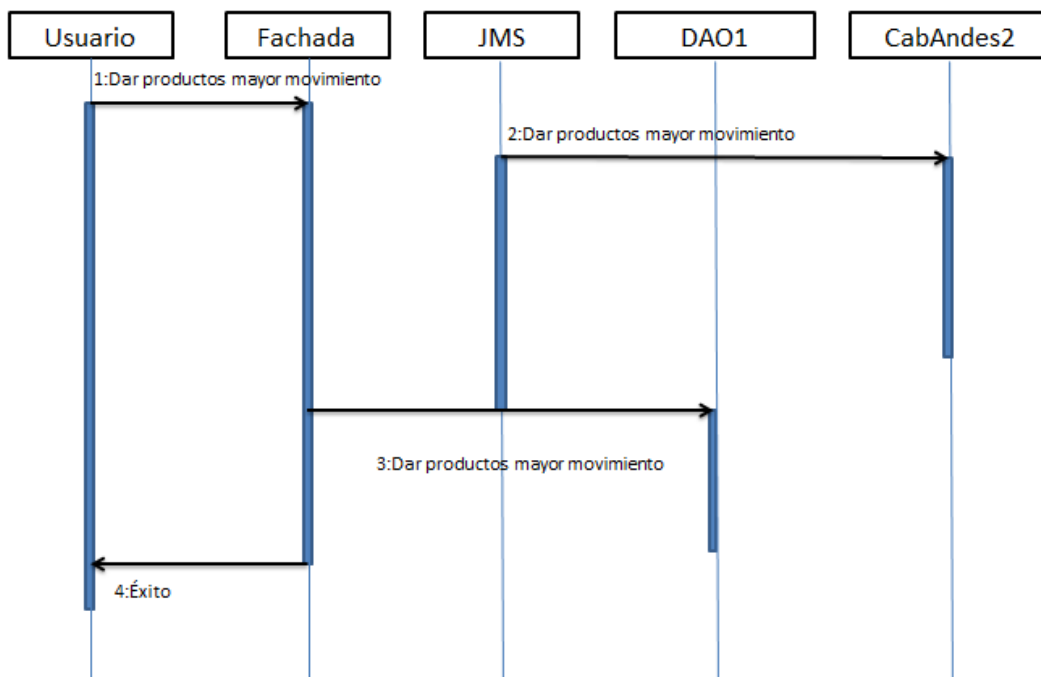 Usuario
Fachada
JMS
DAO1
CabAndes2
1:Dar productos mayor movimiento
2:Dar productos mayor movimiento
3:Dar productos mayor movimiento
4:Éxito